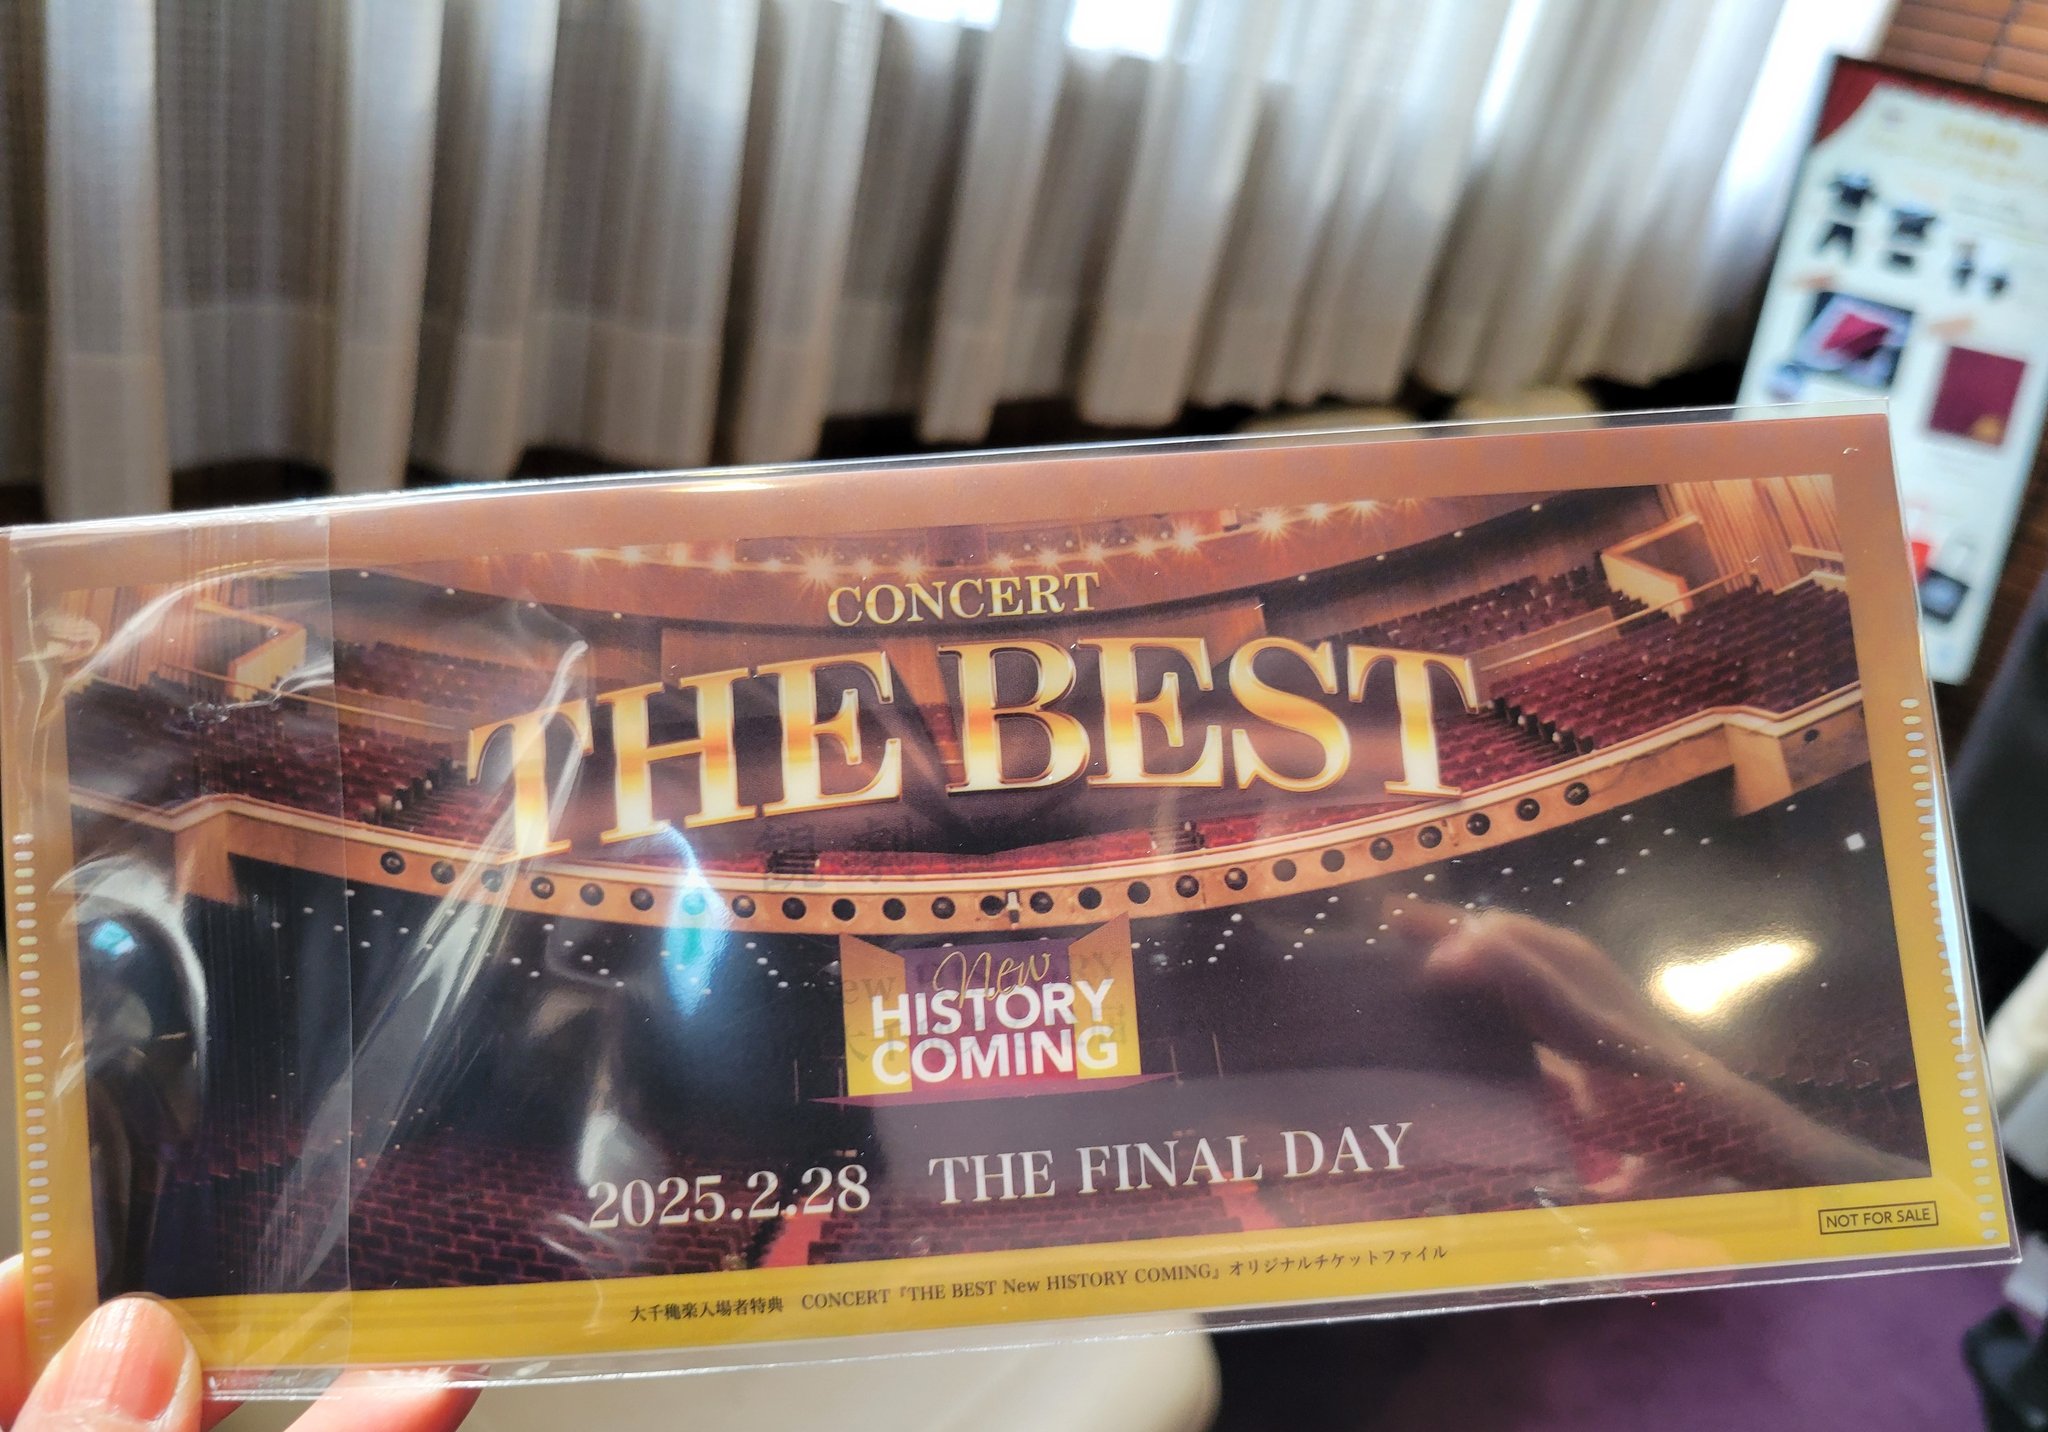 CONCERT
THE BEST
New
HISTORY
COMING
2025.2.28 THE FINAL DAY
NOT FOR SALE
大千穐楽入場者特典 CONCERT『THE BEST New HISTORY COMING』オリジナルチケットファイル